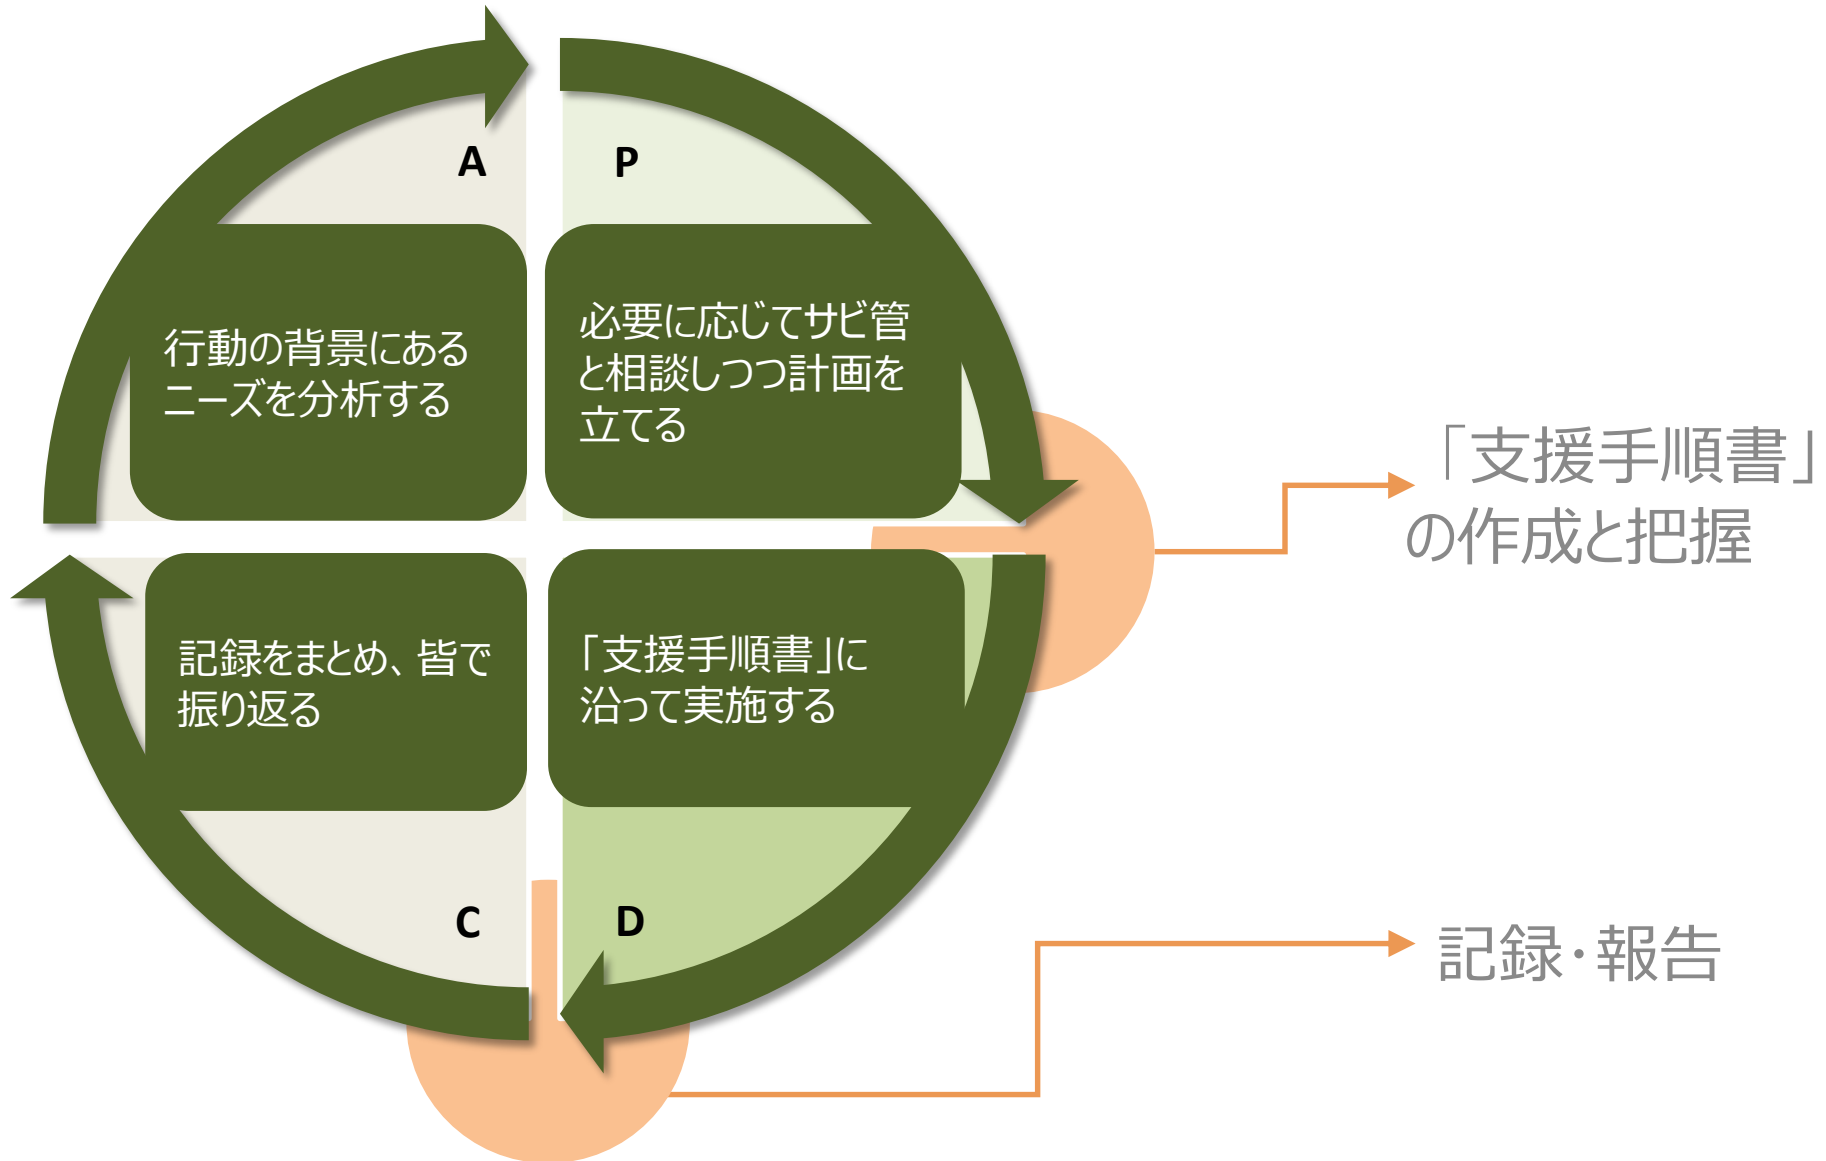 A
P
行動の背景にある
ニーズを分析する
必要に応じてサビ管
と相談しつつ計画を
立てる
「支援手順書」
の作成と把握
記録をまとめ、皆で
振り返る
「支援手順書」に
沿って実施する
C
D
記録・報告